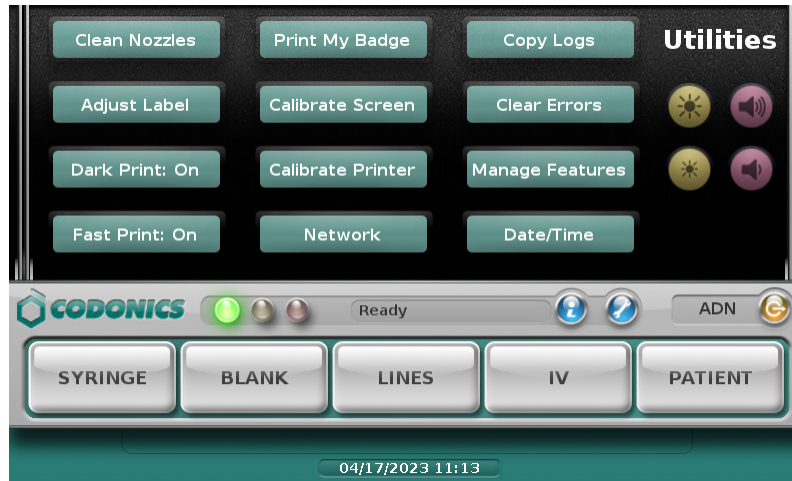 Clean Nozzles Print My Badge Copy Logs Utilities
Adjust Label Calibrate Screen Clear Errors
Dark Print: On Calibrate Printer Manage Features
Fast Print: On Network Date/Time
CODONICS Ready i ADN
SYRINGE BLANK LINES IV PATIENT
04/17/2023 11:13